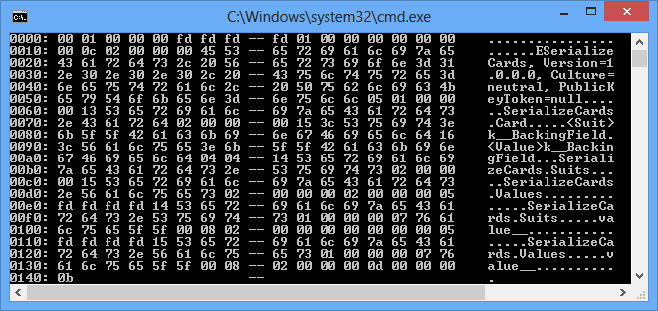 C:\Windows\system32\cmd.exe
0000: 00 01 00 00 00 fd fd fd -- fd 01 00 00 00 00 00 00 ................
0010: 00 0c 02 00 00 00 45 53 -- 65 72 69 61 6c 69 7a 65 ......ESerialize
0020: 43 61 72 64 73 2c 20 56 -- 65 72 73 69 6f 6e 3d 31 Cards, Version=1
0030: 2e 30 2e 30 2e 30 2c 20 -- 43 75 6c 74 75 72 65 3d .0.0.0, Culture=
0040: 6e 65 75 74 72 61 6c 2c -- 20 50 75 62 6c 69 63 4b neutral, PublicK
0050: 65 79 54 6f 6b 65 6e 3d -- 6e 75 6c 6c 05 01 00 00 eyToken=null....
0060: 00 13 53 65 72 69 61 6c -- 69 7a 65 43 61 72 64 73 ..SerializeCards
0070: 2e 43 61 72 64 02 00 00 -- 00 15 3c 53 75 69 74 3e .Card.....<Suit>
0080: 6b 5f 5f 42 61 63 6b 69 -- 6e 67 46 69 65 6c 64 16 k__BackingField.
0090: 3c 56 61 6c 75 65 3e 6b -- 5f 5f 42 61 63 6b 69 6e <Value>k__Backin
00a0: 67 46 69 65 6c 64 04 04 -- 14 53 65 72 69 61 6c 69 gField...Seriali
00b0: 7a 65 43 61 72 64 73 2e -- 53 75 69 74 73 02 00 00 zeCards.Suits...
00c0: 00 15 53 65 72 69 61 6c -- 69 7a 65 43 61 72 64 73 ..SerializeCards
00d0: 2e 56 61 6c 75 65 73 02 -- 00 00 00 02 00 00 00 05 .Values.........
00e0: fd fd fd fd 14 53 65 72 -- 69 61 6c 69 7a 65 43 61 .....SerializeCa
00f0: 72 64 73 2e 53 75 69 74 -- 73 01 00 00 00 07 76 61 rds.Suits.....va
0100: 6c 75 65 5f 5f 00 08 02 -- 00 00 00 00 00 00 00 05 lue__...........
0110: fd fd fd fd 15 53 65 72 -- 69 61 6c 69 7a 65 43 61 .....SerializeCa
0120: 72 64 73 2e 56 61 6c 75 -- 65 73 01 00 00 00 07 76 rds.Values.....v
0130: 61 6c 75 65 5f 5f 00 08 -- 02 00 00 00 0d 00 00 00 alue__..........
0140: 0b -- .